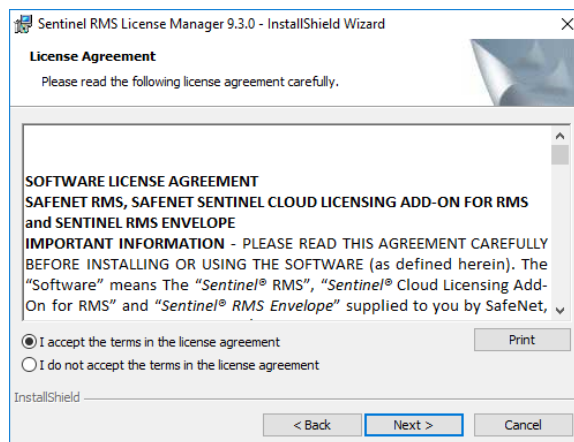 Sentinel RMS License Manager 9.3.0 - InstallShield Wizard
License Agreement
Please read the following license agreement carefully.
SOFTWARE LICENSE AGREEMENT
SAFENET RMS, SAFENET SENTINEL CLOUD LICENSING ADD-ON FOR RMS
and SENTINEL RMS ENVELOPE
IMPORTANT INFORMATION - PLEASE READ THIS AGREEMENT CAREFULLY
BEFORE INSTALLING OR USING THE SOFTWARE (as defined herein). The
“Software” means The “Sentinel® RMS”, “Sentinel® Cloud Licensing Add-
On for RMS” and “Sentinel® RMS Envelope” supplied to you by SafeNet,
I accept the terms in the license agreement
Print
I do not accept the terms in the license agreement
InstallShield
< Back
Next >
Cancel